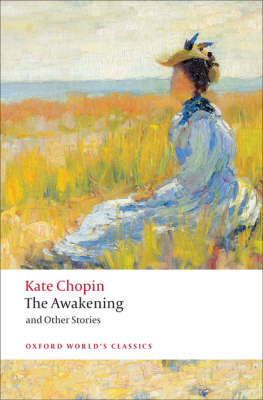 Kate Chopin
The Awakening
and Other Stories
OXFORD WORLD'S CLASSICS